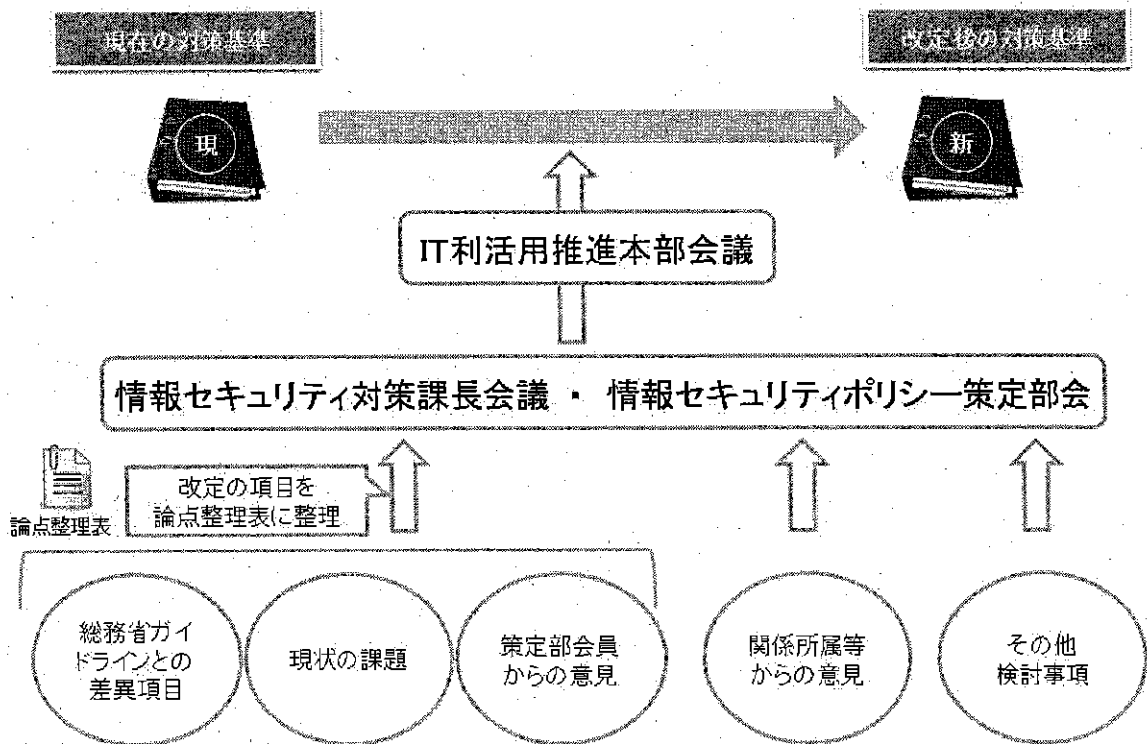 現在の対策基準
改定後の対策基準
現
新
IT利活用推進本部会議
情報セキュリティ対策課長会議 ・ 情報セキュリティポリシー策定部会
論点整理表
改定の項目を
論点整理表に整理
総務省ガイ
ドラインとの
差異項目
現状の課題
策定部会員
からの意見
関係所属等
からの意見
その他
検討事項